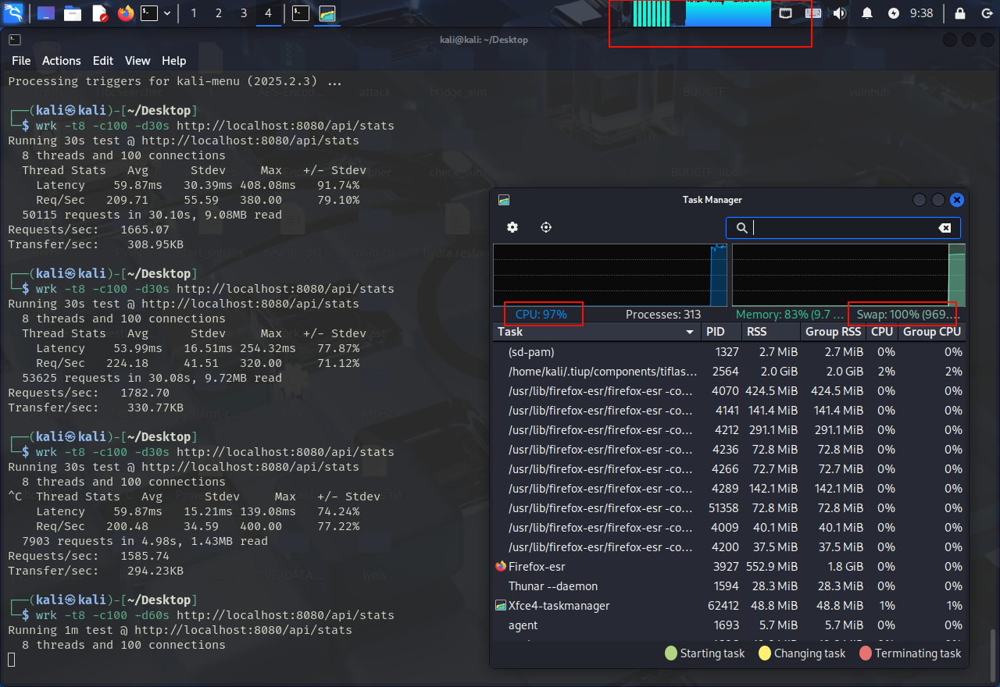 1 2 3 4 9:38
kali@kali: ~/Desktop
File Actions Edit View Help
Processing triggers for kali-menu (2025.2.3) ...
┌──(kali㉿kali)-[~/Desktop]
└─$ wrk -t8 -c100 -d30s http://localhost:8080/api/stats
Running 30s test @ http://localhost:8080/api/stats
8 threads and 100 connections
Thread Stats Avg Stdev Max +/- Stdev
Latency 59.87ms 30.39ms 408.08ms 91.74%
Req/Sec 209.71 55.59 380.00 79.10%
50115 requests in 30.10s, 9.08MB read
Requests/sec: 1665.07
Transfer/sec: 308.95KB
┌──(kali㉿kali)-[~/Desktop]
└─$ wrk -t8 -c100 -d30s http://localhost:8080/api/stats
Running 30s test @ http://localhost:8080/api/stats
8 threads and 100 connections
Thread Stats Avg Stdev Max +/- Stdev
Latency 53.99ms 16.51ms 254.32ms 77.87%
Req/Sec 224.18 41.51 320.00 71.12%
53625 requests in 30.08s, 9.72MB read
Requests/sec: 1782.70
Transfer/sec: 330.77KB
┌──(kali㉿kali)-[~/Desktop]
└─$ wrk -t8 -c100 -d30s http://localhost:8080/api/stats
Running 30s test @ http://localhost:8080/api/stats
8 threads and 100 connections
^C Thread Stats Avg Stdev Max +/- Stdev
Latency 59.87ms 15.21ms 139.08ms 74.24%
Req/Sec 200.48 34.59 400.00 77.22%
7903 requests in 4.98s, 1.43MB read
Requests/sec: 1585.74
Transfer/sec: 294.23KB
┌──(kali㉿kali)-[~/Desktop]
└─$ wrk -t8 -c100 -d60s http://localhost:8080/api/stats
Running 1m test @ http://localhost:8080/api/stats
8 threads and 100 connections
attack
bridge_sim
BUUCTF
vulnhub
Task Manager
CPU: 97% Processes: 313 Memory: 83% (9.7 ... Swap: 100% (969....
Task PID RSS Group RSS CPU Group CPU
(sd-pam) 1327 2.7 MiB 2.7 MiB 0% 0%
/home/kali/.tiup/components/tiflas... 2564 2.0 GiB 2.0 GiB 2% 2%
/usr/lib/firefox-esr/firefox-esr -co... 4070 424.5 MiB 424.5 MiB 0% 0%
/usr/lib/firefox-esr/firefox-esr -co... 4141 141.4 MiB 141.4 MiB 0% 0%
/usr/lib/firefox-esr/firefox-esr -co... 4212 291.1 MiB 291.1 MiB 0% 0%
/usr/lib/firefox-esr/firefox-esr -co... 4236 72.8 MiB 72.8 MiB 0% 0%
/usr/lib/firefox-esr/firefox-esr -co... 4266 72.7 MiB 72.7 MiB 0% 0%
/usr/lib/firefox-esr/firefox-esr -co... 4289 142.1 MiB 142.1 MiB 0% 0%
/usr/lib/firefox-esr/firefox-esr -co... 51358 72.8 MiB 72.8 MiB 0% 0%
/usr/lib/firefox-esr/firefox-esr -co... 4009 40.1 MiB 40.1 MiB 0% 0%
/usr/lib/firefox-esr/firefox-esr -co... 4200 37.5 MiB 37.5 MiB 0% 0%
Firefox-esr 3927 552.9 MiB 1.8 GiB 0% 0%
Thunar --daemon 1594 28.3 MiB 28.3 MiB 0% 0%
Xfce4-taskmanager 62412 48.8 MiB 48.8 MiB 1% 1%
agent 1693 5.7 MiB 5.7 MiB 0% 0%
Starting task Changing task Terminating task